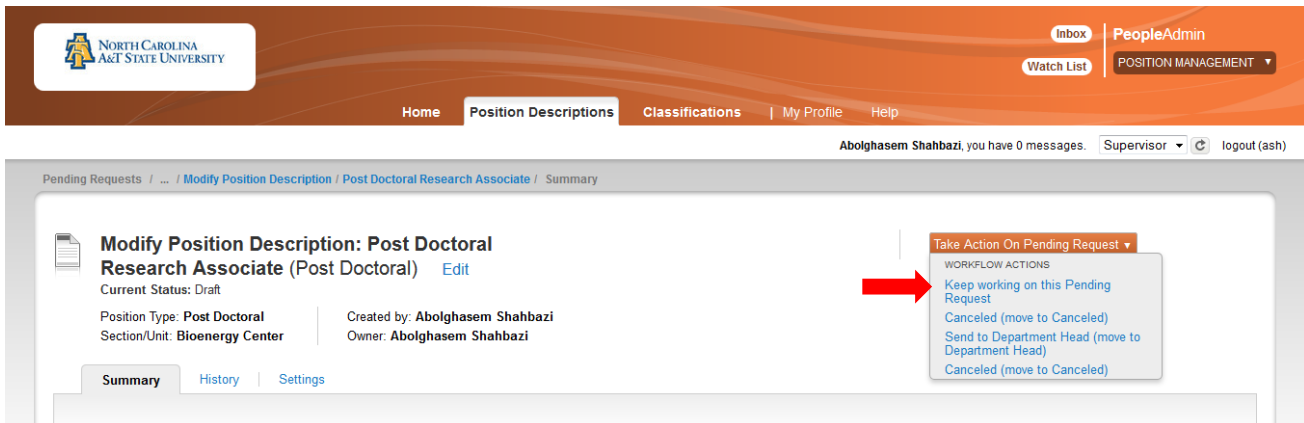 NORTH CAROLINA
A&T STATE UNIVERSITY
Inbox
PeopleAdmin
Watch List
POSITION MANAGEMENT
Home Position Descriptions Classifications | My Profile Help
Abolghasem Shahbazi, you have 0 messages. Supervisor logout (ash)
Pending Requests / ... / Modify Position Description / Post Doctoral Research Associate / Summary
Modify Position Description: Post Doctoral
Research Associate (Post Doctoral) Edit
Current Status: Draft
Position Type: Post Doctoral
Section/Unit: Bioenergy Center
Created by: Abolghasem Shahbazi
Owner: Abolghasem Shahbazi
Take Action On Pending Request
WORKFLOW ACTIONS
Keep working on this Pending
Request
Canceled (move to Canceled)
Send to Department Head (move to
Department Head)
Canceled (move to Canceled)
Summary History Settings